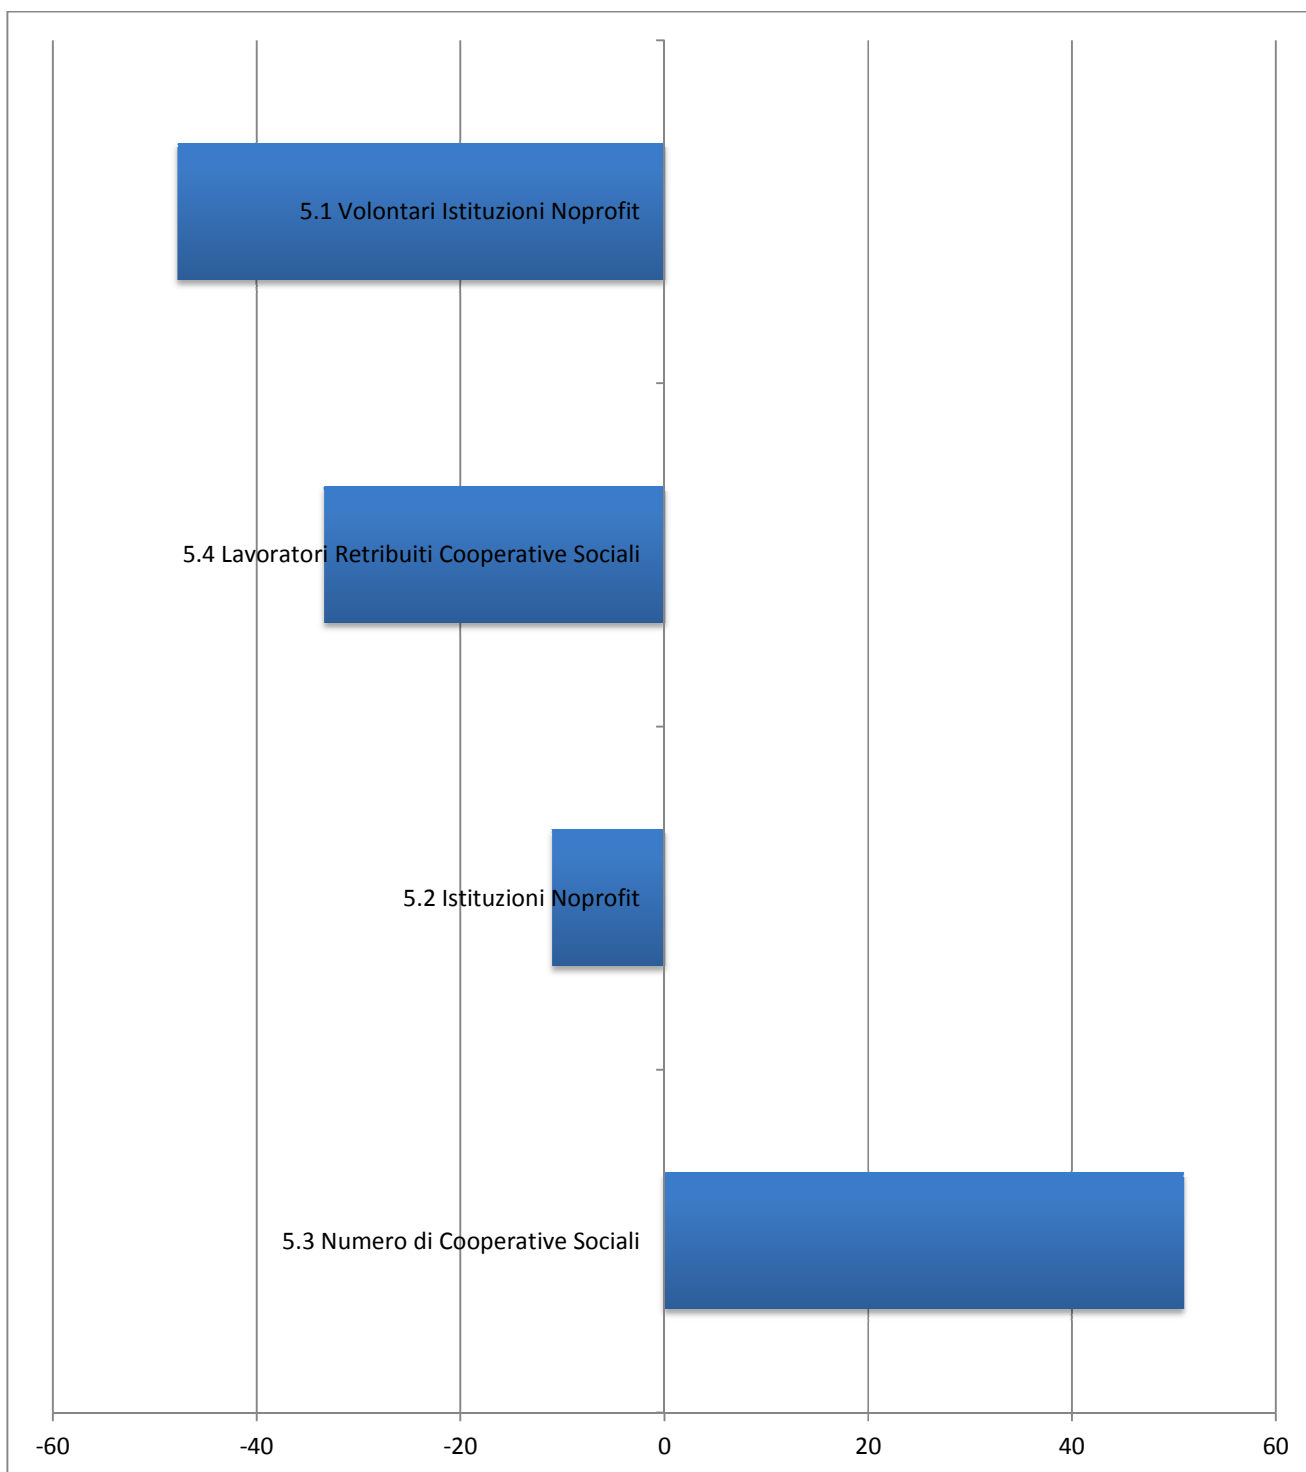 5.1 Volontari Istituzioni Noprofit
5.4 Lavoratori Retribuiti Cooperative Sociali
5.2 Istituzioni Noprofit
5.3 Numero di Cooperative Sociali
-60 -40 -20 0 20 40 60